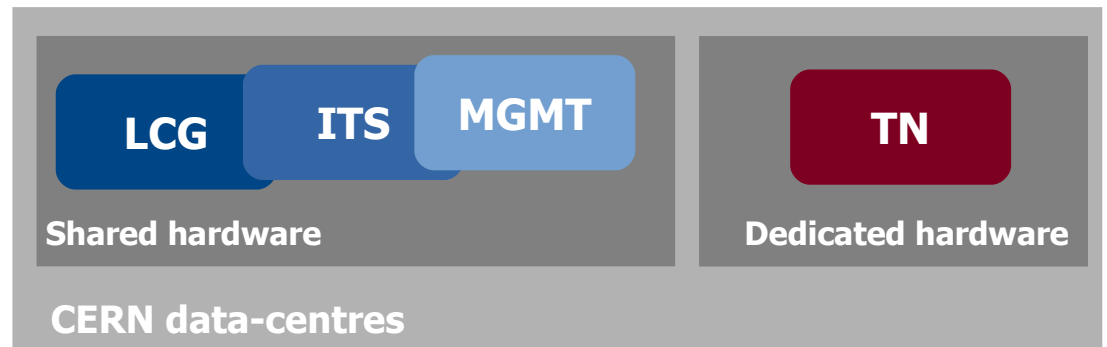 LCG
ITS
MGMT
TN
Shared hardware
Dedicated hardware
CERN data-centres